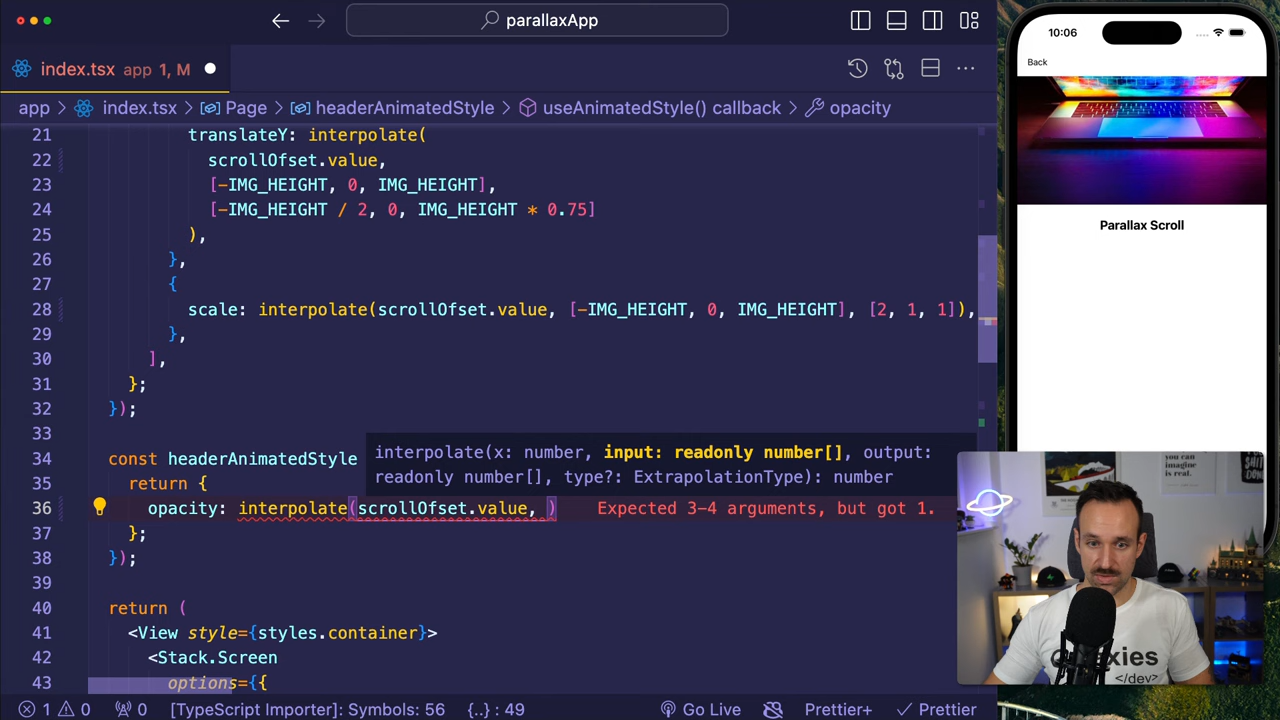 parallaxApp
index.tsx app 1, M
app > index.tsx > Page > headerAnimatedStyle > useAnimatedStyle() callback > opacity
21 translateY: interpolate(
22 scrollOfset.value,
23 [-IMG_HEIGHT, 0, IMG_HEIGHT],
24 [-IMG_HEIGHT / 2, 0, IMG_HEIGHT * 0.75]
25 ),
26 },
27 {
28 scale: interpolate(scrollOfset.value, [-IMG_HEIGHT, 0, IMG_HEIGHT], [2, 1, 1]),
29 },
30 ],
31 };
32 });
33
34 const headerAnimatedStyle
interpolate(x: number, input: readonly number[], output:
readonly number[], type?: ExtrapolationType): number
35 return {
36 opacity: interpolate(scrollOfset.value, ) Expected 3-4 arguments, but got 1.
37 };
38 });
39
40 return (
41 <View style={styles.container}>
42 <Stack.Screen
43 options={{
1 0 0 [TypeScript Importer]: Symbols: 56 {..} : 49 Go Live Prettier+ Prettier
10:06
Back
Parallax Scroll
</dev>